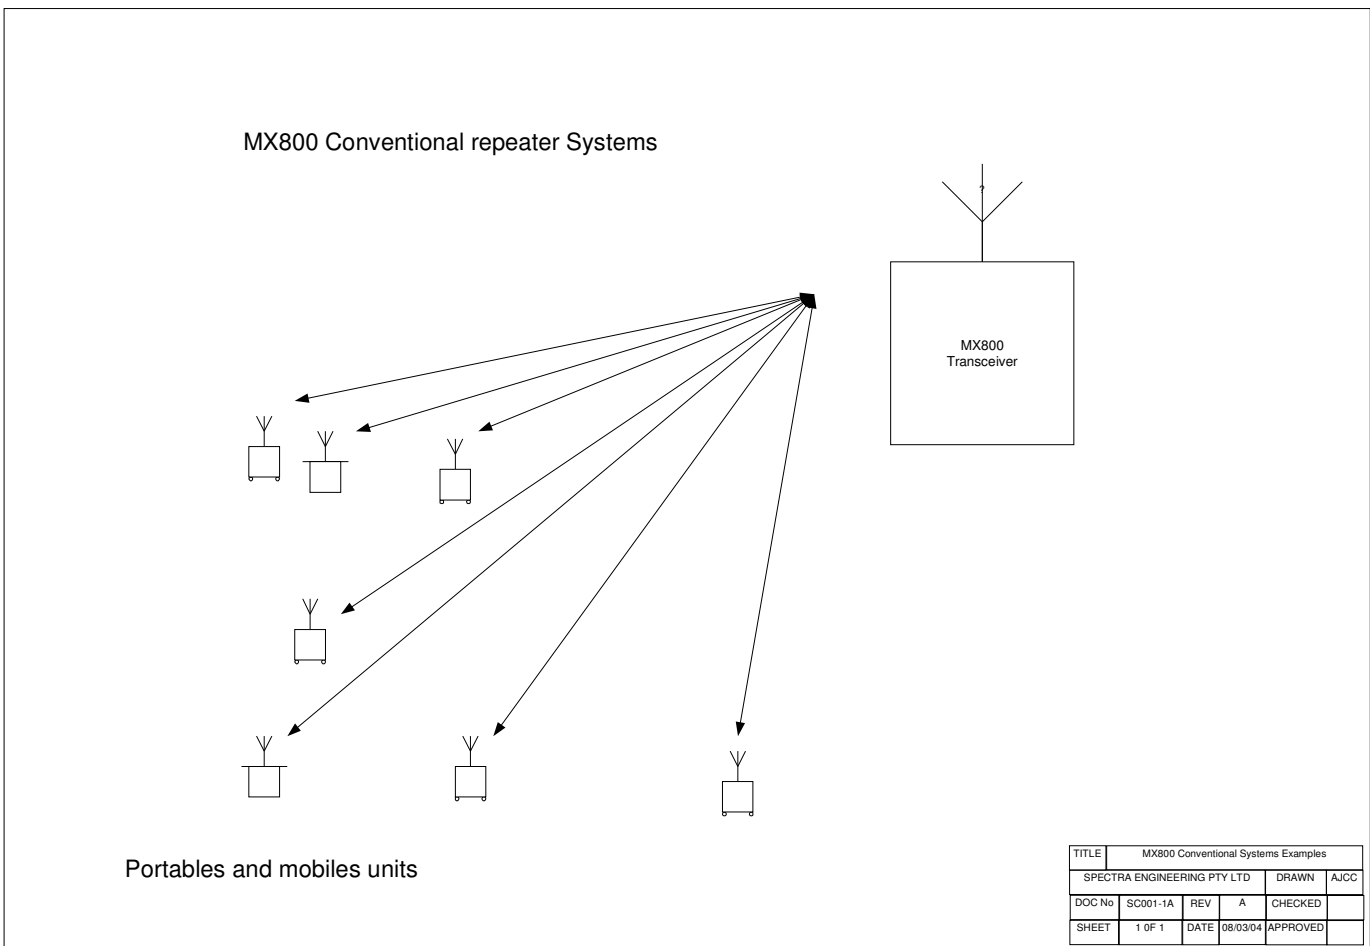 MX800 Conventional repeater Systems
?
MX800
Transceiver
Portables and mobiles units
TITLE MX800 Conventional Systems Examples
SPECTRA ENGINEERING PTY LTD DRAWN AJCC
DOC No SC001-1A REV A CHECKED
SHEET 1 0F 1 DATE 08/03/04 APPROVED